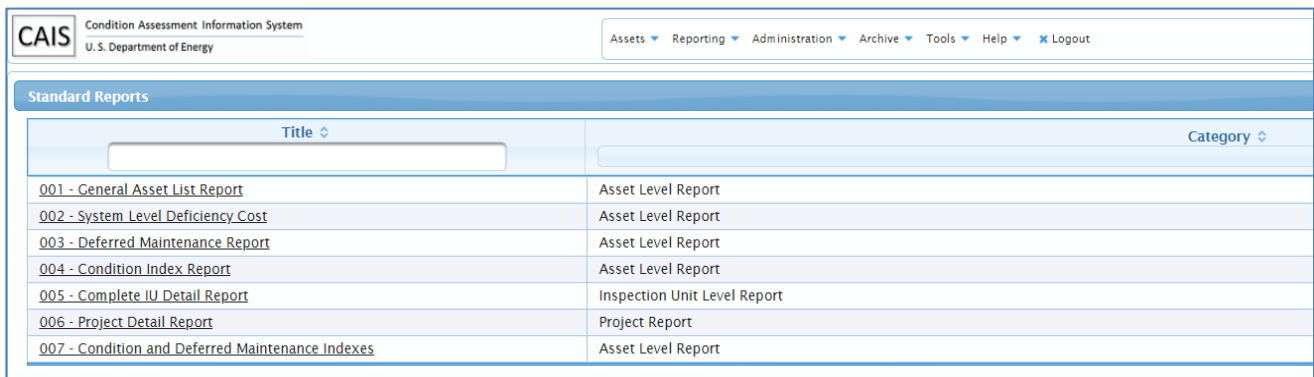 CAIS
Condition Assessment Information System
U. S. Department of Energy
Assets Reporting Administration Archive Tools Help Logout
Standard Reports
Title Category
001 - General Asset List Report Asset Level Report
002 - System Level Deficiency Cost Asset Level Report
003 - Deferred Maintenance Report Asset Level Report
004 - Condition Index Report Asset Level Report
005 - Complete IU Detail Report Inspection Unit Level Report
006 - Project Detail Report Project Report
007 - Condition and Deferred Maintenance Indexes Asset Level Report